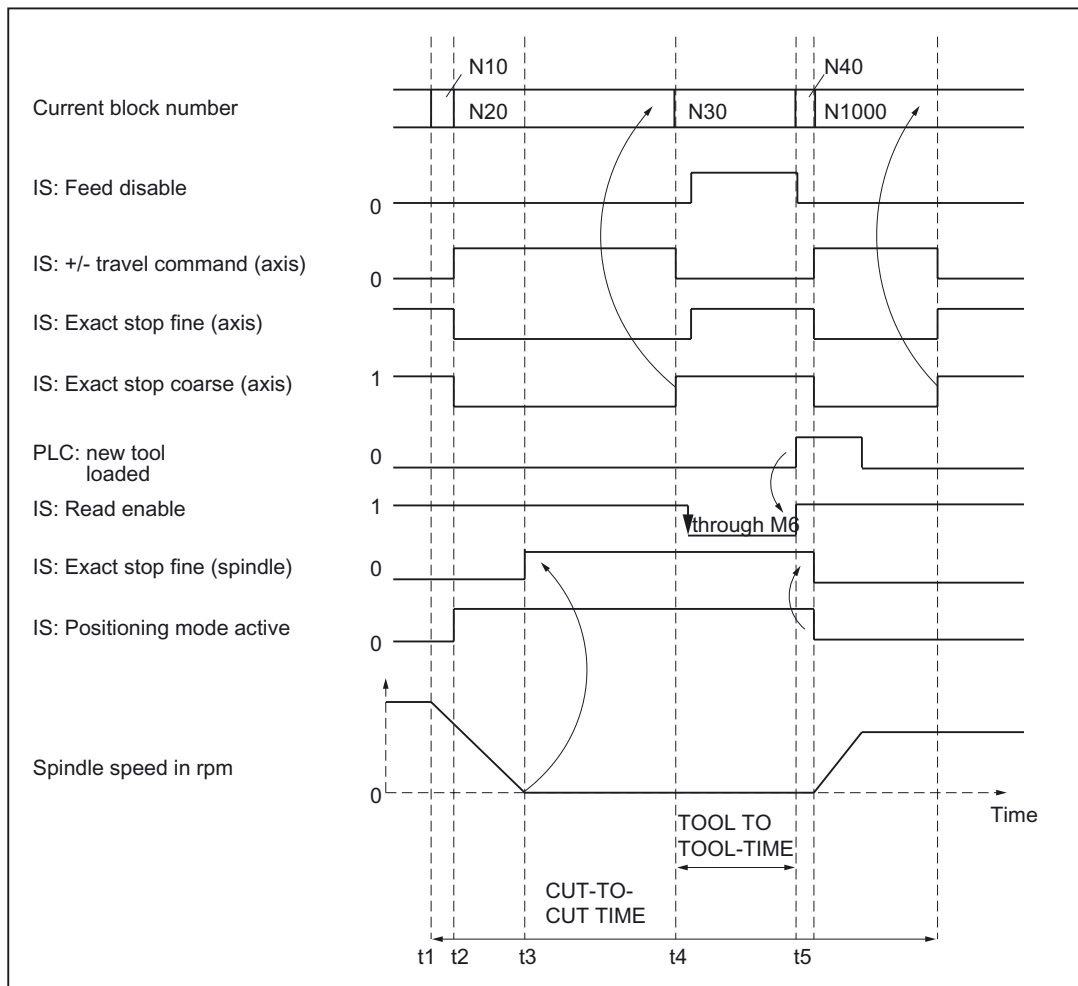 N10
N40
Current block number
N20
N30
N1000
IS: Feed disable
0
IS: +/- travel command (axis)
0
IS: Exact stop fine (axis)
IS: Exact stop coarse (axis)
1
PLC: new tool
loaded
0
IS: Read enable
1
through M6
IS: Exact stop fine (spindle)
0
IS: Positioning mode active
0
Spindle speed in rpm
0
Time
TOOL TO
TOOL-TIME
CUT-TO-
CUT TIME
t1
t2
t3
t4
t5